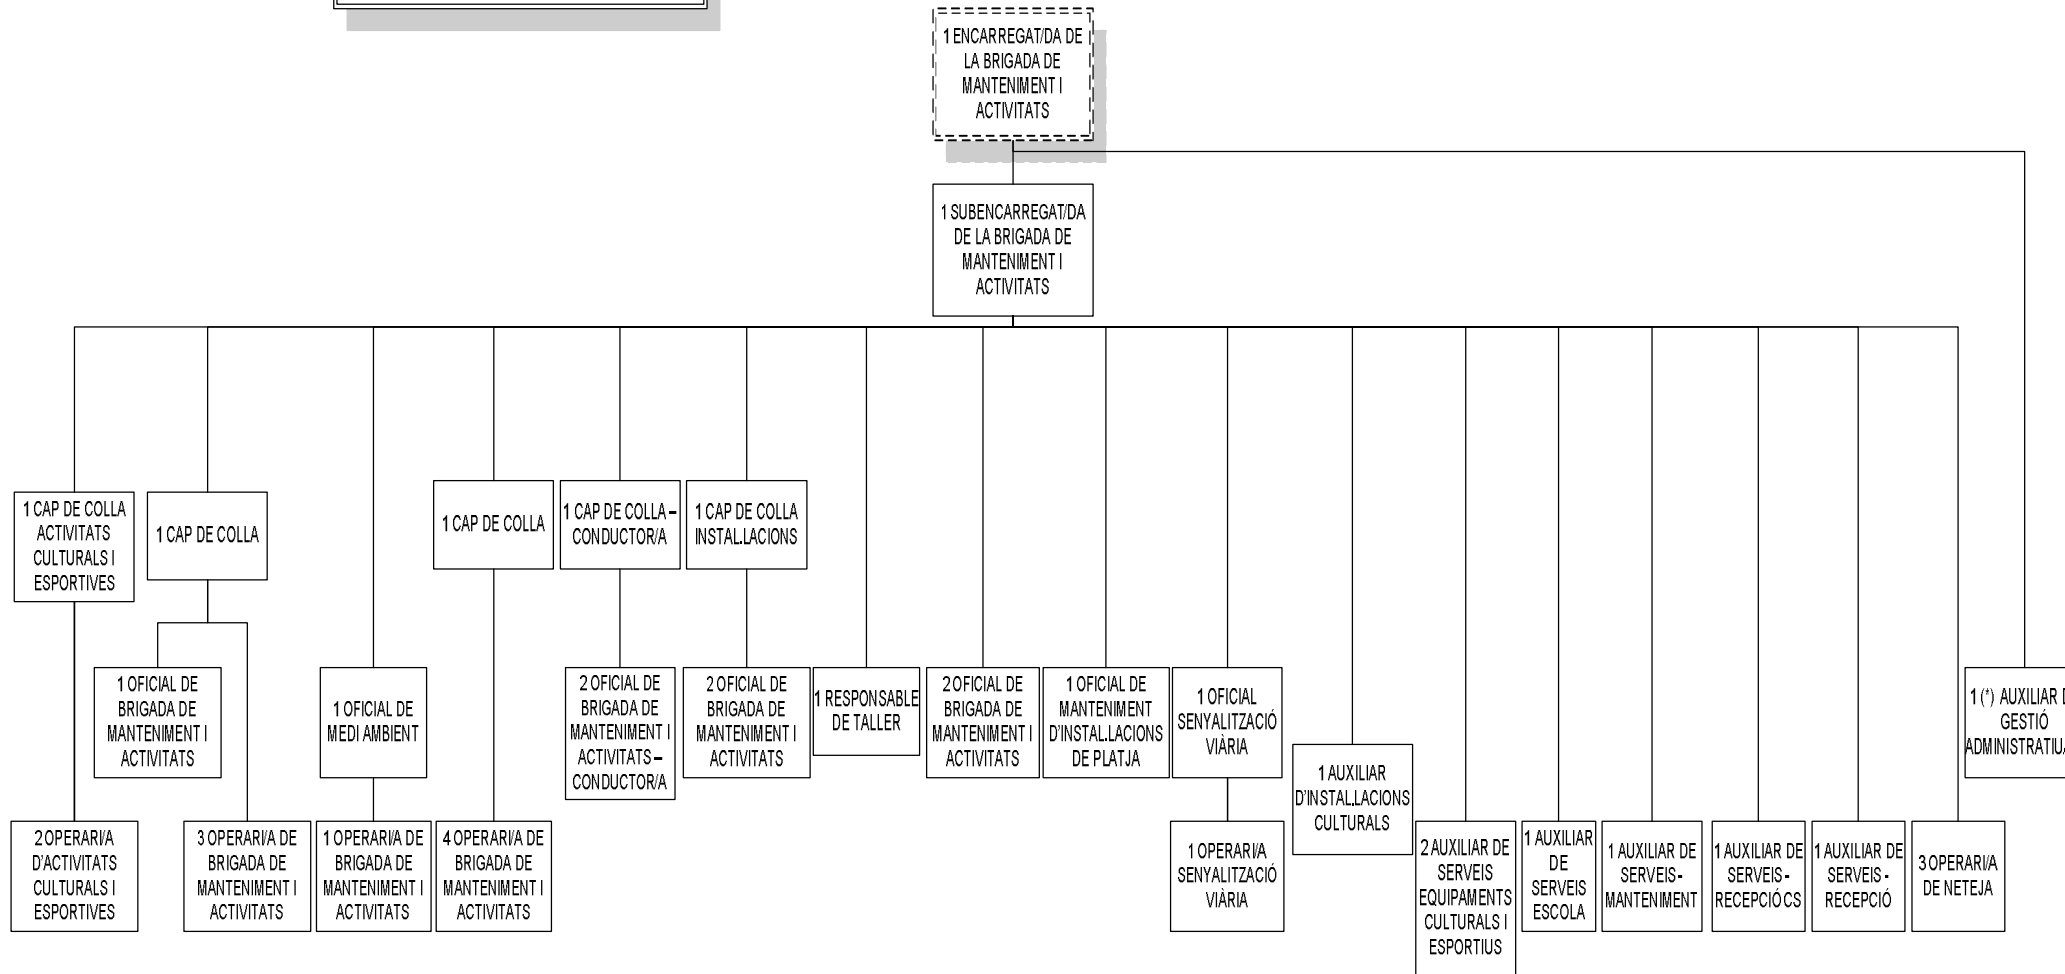 1 ENCARREGAT/DA DE
LA BRIGADA DE
MANTENIMENT I
ACTIVITATS
1 SUBENCARREGAT/DA
DE LA BRIGADA DE
MANTENIMENT I
ACTIVITATS
1 CAP DE COLLA
ACTIVITATS
CULTURALS I
ESPORTIVES
1 CAP DE COLLA
1 CAP DE COLLA
1 CAP DE COLLA –
CONDUCTOR/A
1 CAP DE COLLA
INSTAL.LACIONS
1 OFICIAL DE
BRIGADA DE
MANTENIMENT I
ACTIVITATS
1 OFICIAL DE
MEDI AMBIENT
2 OFICIAL DE
BRIGADA DE
MANTENIMENT I
ACTIVITATS –
CONDUCTOR/A
2 OFICIAL DE
BRIGADA DE
MANTENIMENT I
ACTIVITATS
1 RESPONSABLE
DE TALLER
2 OFICIAL DE
BRIGADA DE
MANTENIMENT I
ACTIVITATS
1 OFICIAL DE
MANTENIMENT
D'INSTAL.LACIONS
DE PLATJA
1 OFICIAL
SENYALITZACIÓ
VIÀRIA
1 (*) AUXILIAR
GESTIÓ
2 OPERARI/A
D'ACTIVITATS
CULTURALS I
ESPORTIVES
3 OPERARI/A DE
BRIGADA DE
MANTENIMENT I
ACTIVITATS
1 OPERARI/A DE
BRIGADA DE
MANTENIMENT I
ACTIVITATS
4 OPERARI/A DE
BRIGADA DE
MANTENIMENT I
ACTIVITATS
1 OPERARI/A
SENYALITZACIÓ
VIÀRIA
1 AUXILIAR
D'INSTAL.LACIONS
CULTURALS
2 AUXILIAR DE
SERVEIS
EQUIPAMENTS
CULTURALS I
ESPORTIUS
1 AUXILIAR
DE
SERVEIS
ESCOLA
1 AUXILIAR DE
SERVEIS -
MANTENIMENT
1 AUXILIAR DE
SERVEIS -
RECEPCIÓ CS
1 AUXILIAR DE
SERVEIS -
RECEPCIÓ
3 OPERARI/A
DE NETEJA